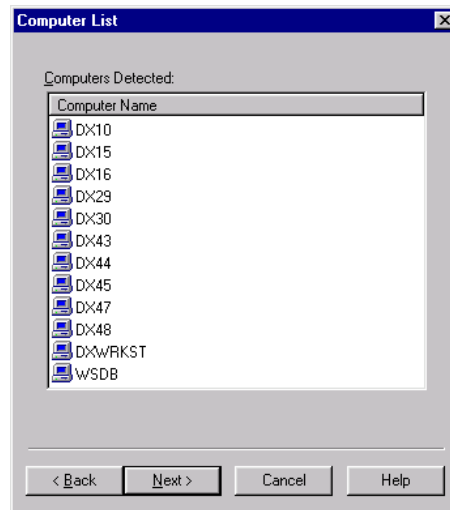 Computer List
Computers Detected:
Computer Name
DX10
DX15
DX16
DX29
DX30
DX43
DX44
DX45
DX47
DX48
DXWRKST
WSDB
< Back Next > Cancel Help